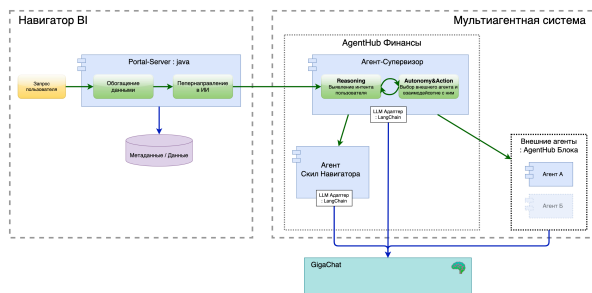 Навигатор BI
Мультиагентная система
AgentHub Финансы
Portal-Server : java
Запрос
пользователя
Обогащение
данными
Пернаправление
в ИИ
Метаданные / Данные
Агент-Супервизор
Reasoning
Выявление интента
пользователя
Autonomy&Action
Выбор внешнего агента и
взаимодействие с ним
LLM Адаптер
: LangChain
Агент
Скил Навигатора
LLM Адаптер
: LangChain
Внешние агенты
: AgentHub Блока
Агент А
Агент Б
GigaChat